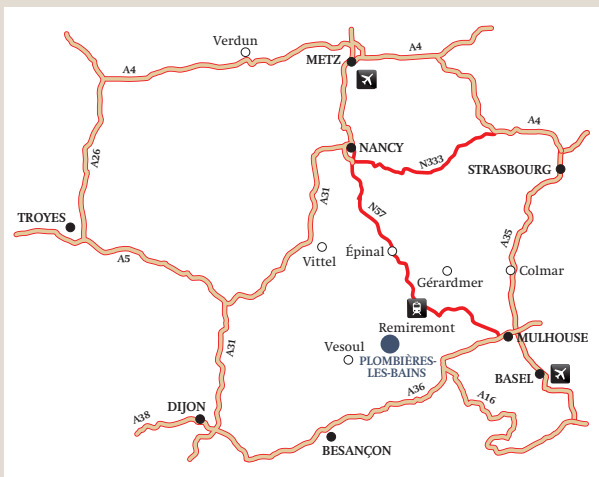 Verdun
METZ
A4
A4
NANCY
N333
A4
STRASBOURG
A26
A31
N57
A35
TROYES
A5
Épinal
Vittel
Gérardmer
Colmar
Remiremont
MULHOUSE
A31
Vesoul
PLOMBIÈRES-
LES-BAINS
BASEL
A36
A16
DIJON
A38
BESANÇON